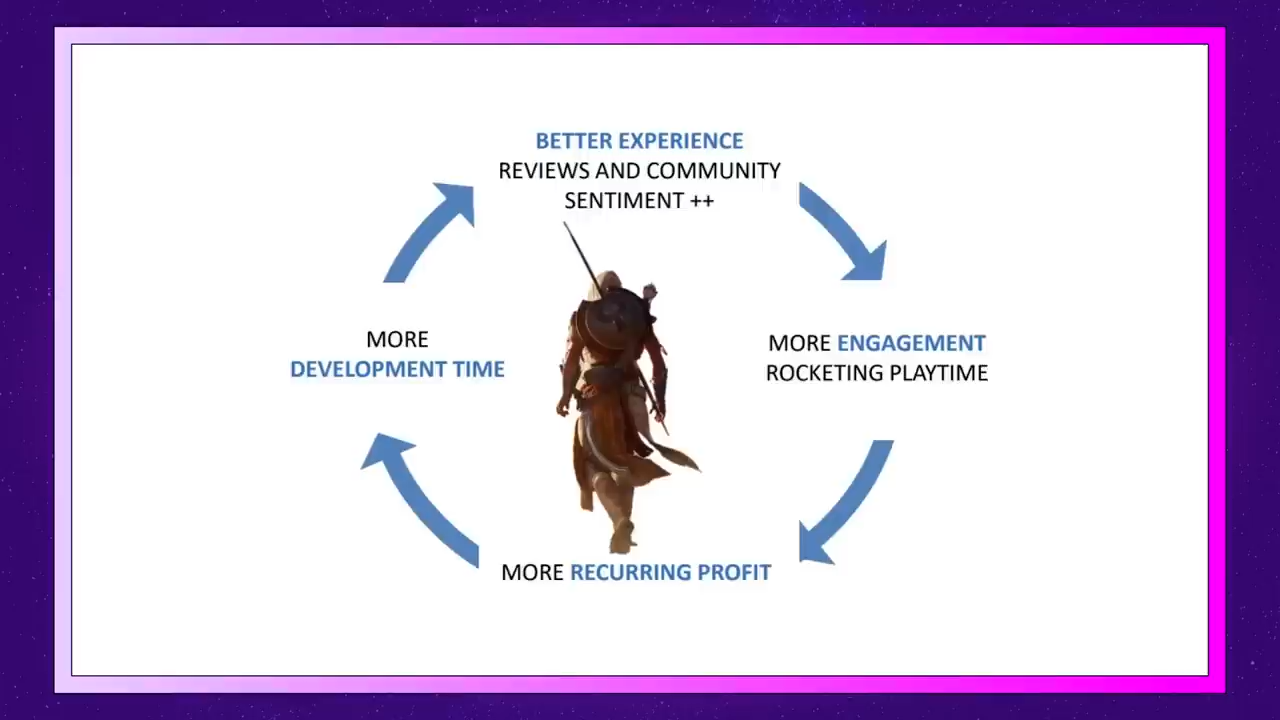 BETTER EXPERIENCE
REVIEWS AND COMMUNITY
SENTIMENT ++
MORE ENGAGEMENT
ROCKETING PLAYTIME
MORE RECURRING PROFIT
MORE
DEVELOPMENT TIME